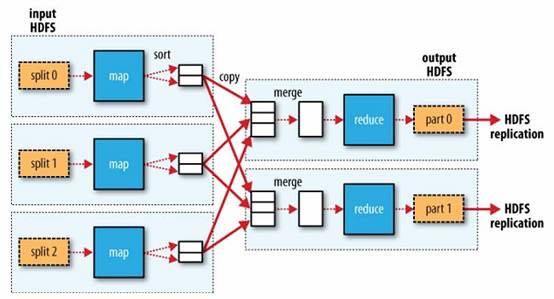 input
HDFS
split 0
map
sort
copy
split 1
map
split 2
map
output
HDFS
merge
reduce
part 0
HDFS
replication
merge
reduce
part 1
HDFS
replication